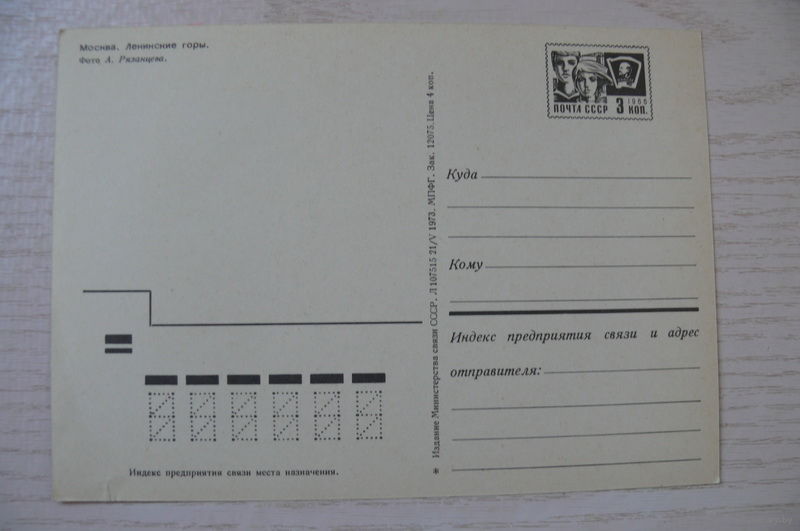 Москва. Ленинские горы.
Фото А. Рязанцева.
ПОЧТА СССР 3 1966 КОП.
Куда
Кому
Индекс предприятия связи и адрес
отправителя:
* Издание Министерства связи СССР. Л 107515 21/V 1973. МПФГ. Зак. 12075. Цена 4 коп.
Индекс предприятия связи места назначения.